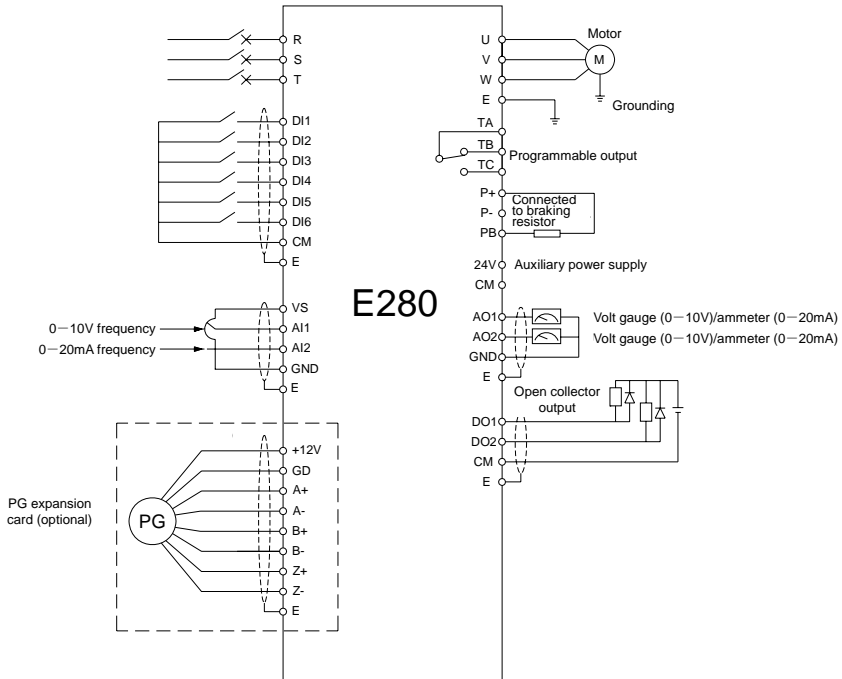 R
S
T
DI1
DI2
DI3
DI4
DI5
DI6
CM
E
VS
0－10V frequency
AI1
0－20mA frequency
AI2
GND
E
PG expansion
card (optional)
PG
+12V
GD
A+
A-
B+
B-
Z+
Z-
E
E280
U
V
W
E
Motor
M
Grounding
TA
TB
TC
Programmable output
P+
P-
PB
Connected
to braking
resistor
24V
Auxiliary power supply
CM
AO1
Volt gauge (0－10V)/ammeter (0－20mA)
AO2
Volt gauge (0－10V)/ammeter (0－20mA)
GND
E
Open collector
output
DO1
DO2
CM
E